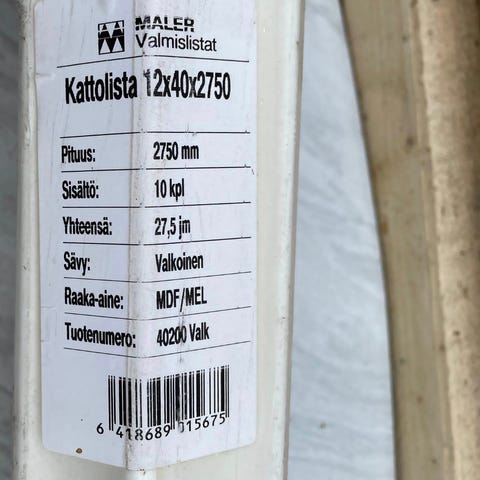 MALER
Valmislistat
Kattolista 12x40x2750
Pituus: 2750 mm
Sisältö: 10 kpl
Yhteensä: 27,5 jm
Sävy: Valkoinen
Raaka-aine: MDF/MEL
Tuotenumero: 40200 Valk
6 418689 015675